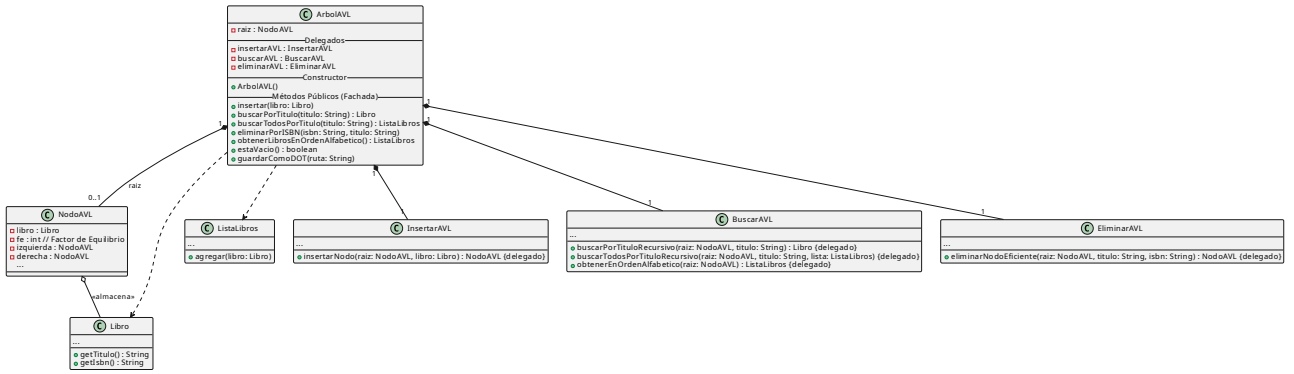 C ArbolAVL
raiz : NodoAVL
Delegados
insertarAVL : InsertarAVL
buscarAVL : BuscarAVL
eliminarAVL : EliminarAVL
Constructor
ArbolAVL()
Métodos Públicos (Fachada)
insertar(libro: Libro)
buscarPorTitulo(titulo: String) : Libro
buscarTodosPorTitulo(titulo: String) : ListaLibros
eliminarPorISBN(isbn: String, titulo: String)
obtenerLibrosEnOrdenAlfabetico() : ListaLibros
estaVacio() : boolean
guardarComoDOT(ruta: String)
1
1
1
1
raiz
0..1
1
1
1
C NodoAVL
libro : Libro
fe : int // Factor de Equilibrio
izquierda : NodoAVL
derecha : NodoAVL
...
C ListaLibros
...
agregar(libro: Libro)
C InsertarAVL
...
insertarNodo(raiz: NodoAVL, libro: Libro) : NodoAVL {delegado}
C BuscarAVL
...
buscarPorTituloRecursivo(raiz: NodoAVL, titulo: String) : Libro {delegado}
buscarTodosPorTituloRecursivo(raiz: NodoAVL, titulo: String, lista: ListaLibros) {delegado}
obtenerEnOrdenAlfabetico(raiz: NodoAVL) : ListaLibros {delegado}
C EliminarAVL
...
eliminarNodoEficiente(raiz: NodoAVL, titulo: String, isbn: String) : NodoAVL {delegado}
«almacena»
C Libro
...
getTitulo() : String
getIsbn() : String